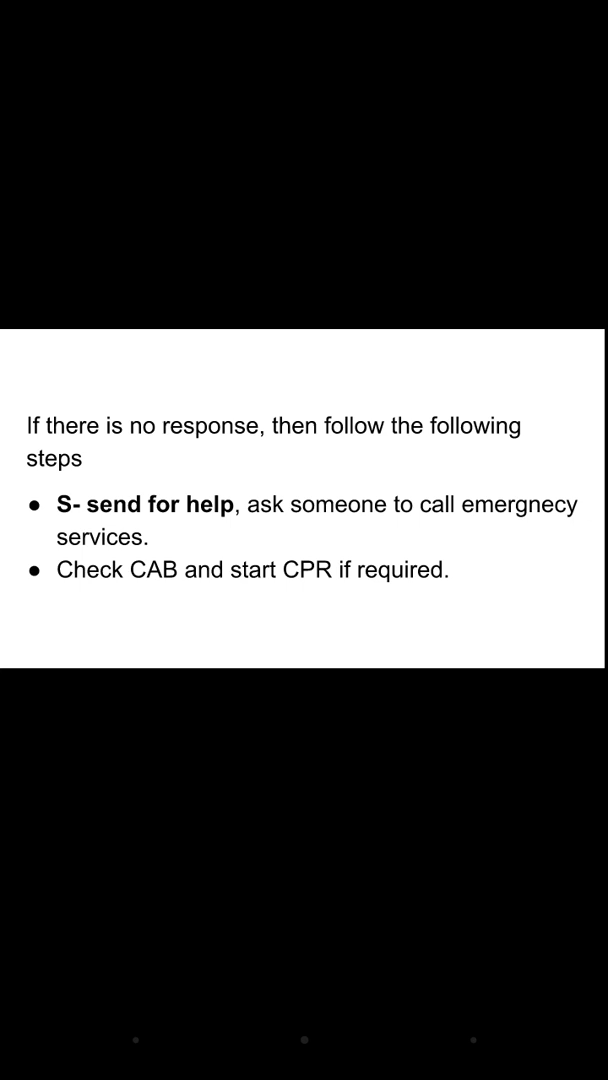 If there is no response, then follow the following
steps
● S- send for help, ask someone to call emergnecy
services.
● Check CAB and start CPR if required.